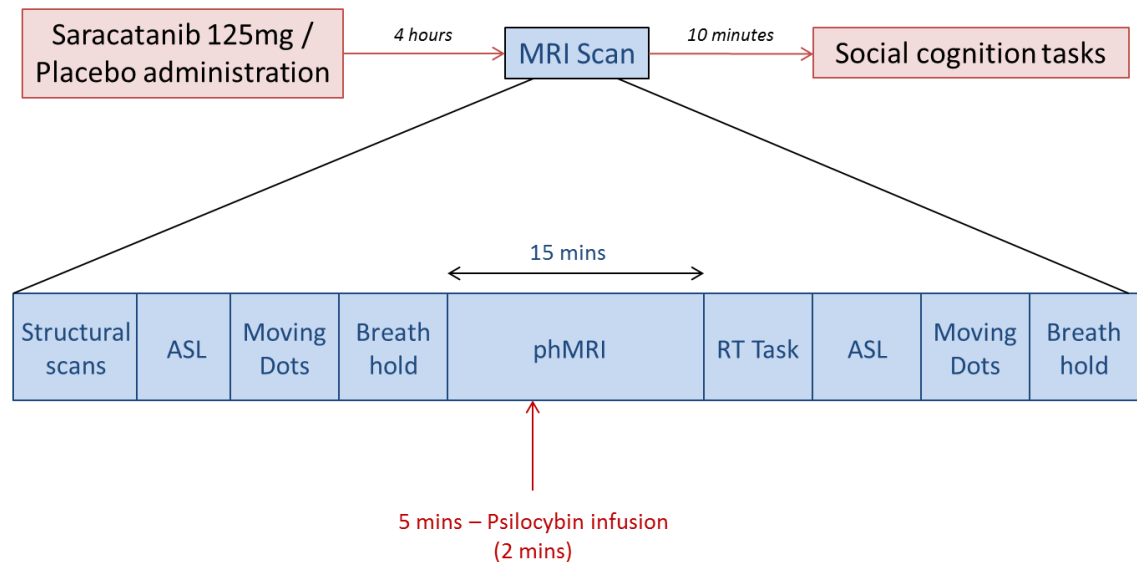 Saracatanib 125mg /
Placebo administration
4 hours
MRI Scan
10 minutes
Social cognition tasks
15 mins
Structural
scans
ASL
Moving
Dots
Breath
hold
phMRI
RT Task
ASL
Moving
Dots
Breath
hold
5 mins – Psilocybin infusion
(2 mins)